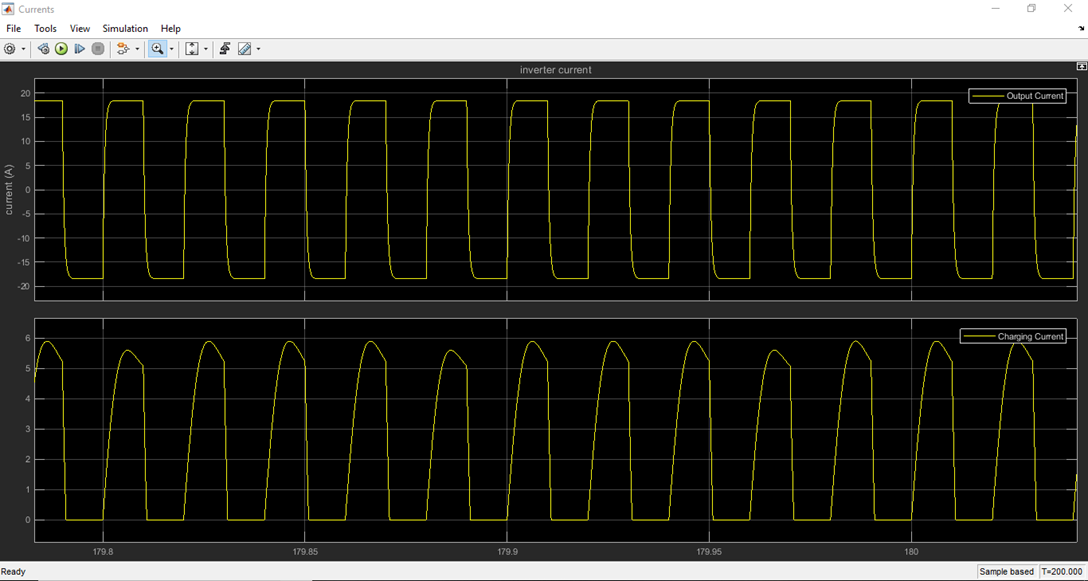 Currents
File Tools View Simulation Help
inverter current
Output Current
current (A)
20
15
10
5
0
-5
-10
-15
-20
Charging Current
6
5
4
3
2
1
0
179.8 179.85 179.9 179.95 180
Ready
Sample based T=200.000